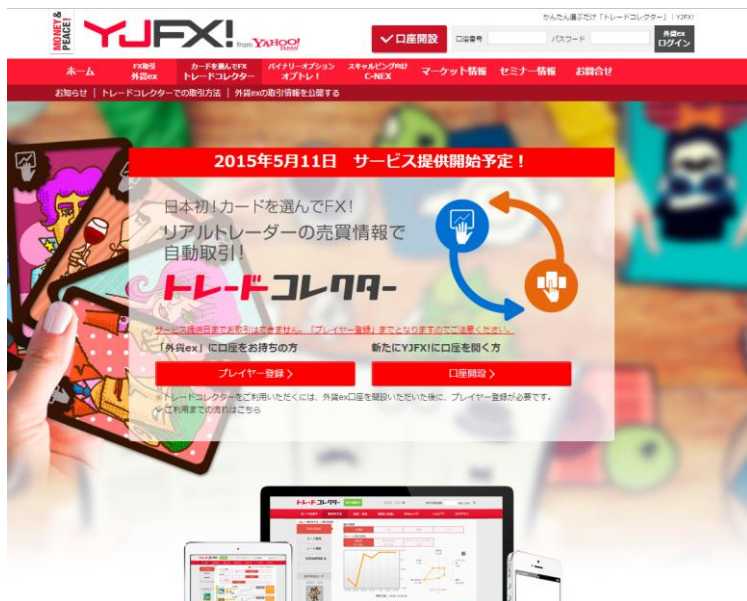 MONEY & PEACE!
YJFX! from YAHOO! JAPAN
かんたん選ぶだけ「トレードコレクター」｜YJFX!
口座開設
口座番号
パスワード
外貨ex
ログイン
ホーム
FX取引
外貨ex
カードを選んでFX
トレードコレクター
バイナリーオプション
オプトレ！
スキャルピング向け
C-NEX
マーケット情報
セミナー情報
お問合せ
お知らせ｜トレードコレクターでの取引方法｜外貨exの取引情報を公開する
2015年5月11日　サービス提供開始予定！
日本初！カードを選んでFX！
リアルトレーダーの売買情報で
自動取引！
トレードコレクター
サービス提供日までお取引はできません。「プレイヤー登録」までとなりますのでご注意ください。
「外貨ex」に口座をお持ちの方
新たにYJFX!に口座を開く方
プレイヤー登録 >
口座開設 >
※トレードコレクターをご利用いただくには、外貨ex口座を開設いただいた後に、プレイヤー登録が必要です。
ご利用までの流れはこちら
トレードコレクター